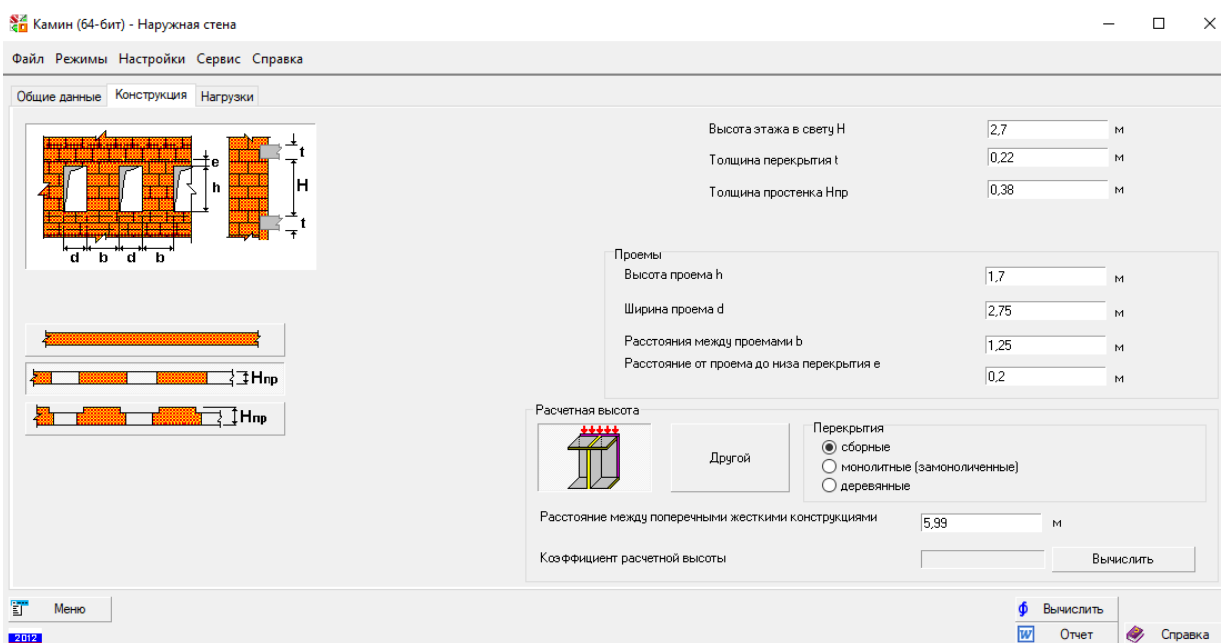 Камин (64-бит) - Наружная стена
Файл Режимы Настройки Сервис Справка
Общие данные Конструкция Нагрузки
e
h
t
H
t
d b d b
Высота этажа в свету H 2,7 м
Толщина перекрытия t 0,22 м
Толщина простенка Hпр 0,38 м
Проемы
Высота проема h 1,7 м
Ширина проема d 2,75 м
Расстояния между проемами b 1,25 м
Расстояние от проема до низа перекрытия e 0,2 м
Hпр
Hпр
Расчетная высота
Другой
Перекрытия
сборные
монолитные (замоноличенные)
деревянные
Расстояние между поперечными жесткими конструкциями 5,99 м
Коэффициент расчетной высоты Вычислить
Меню
2012
Вычислить
Отчет
Справка